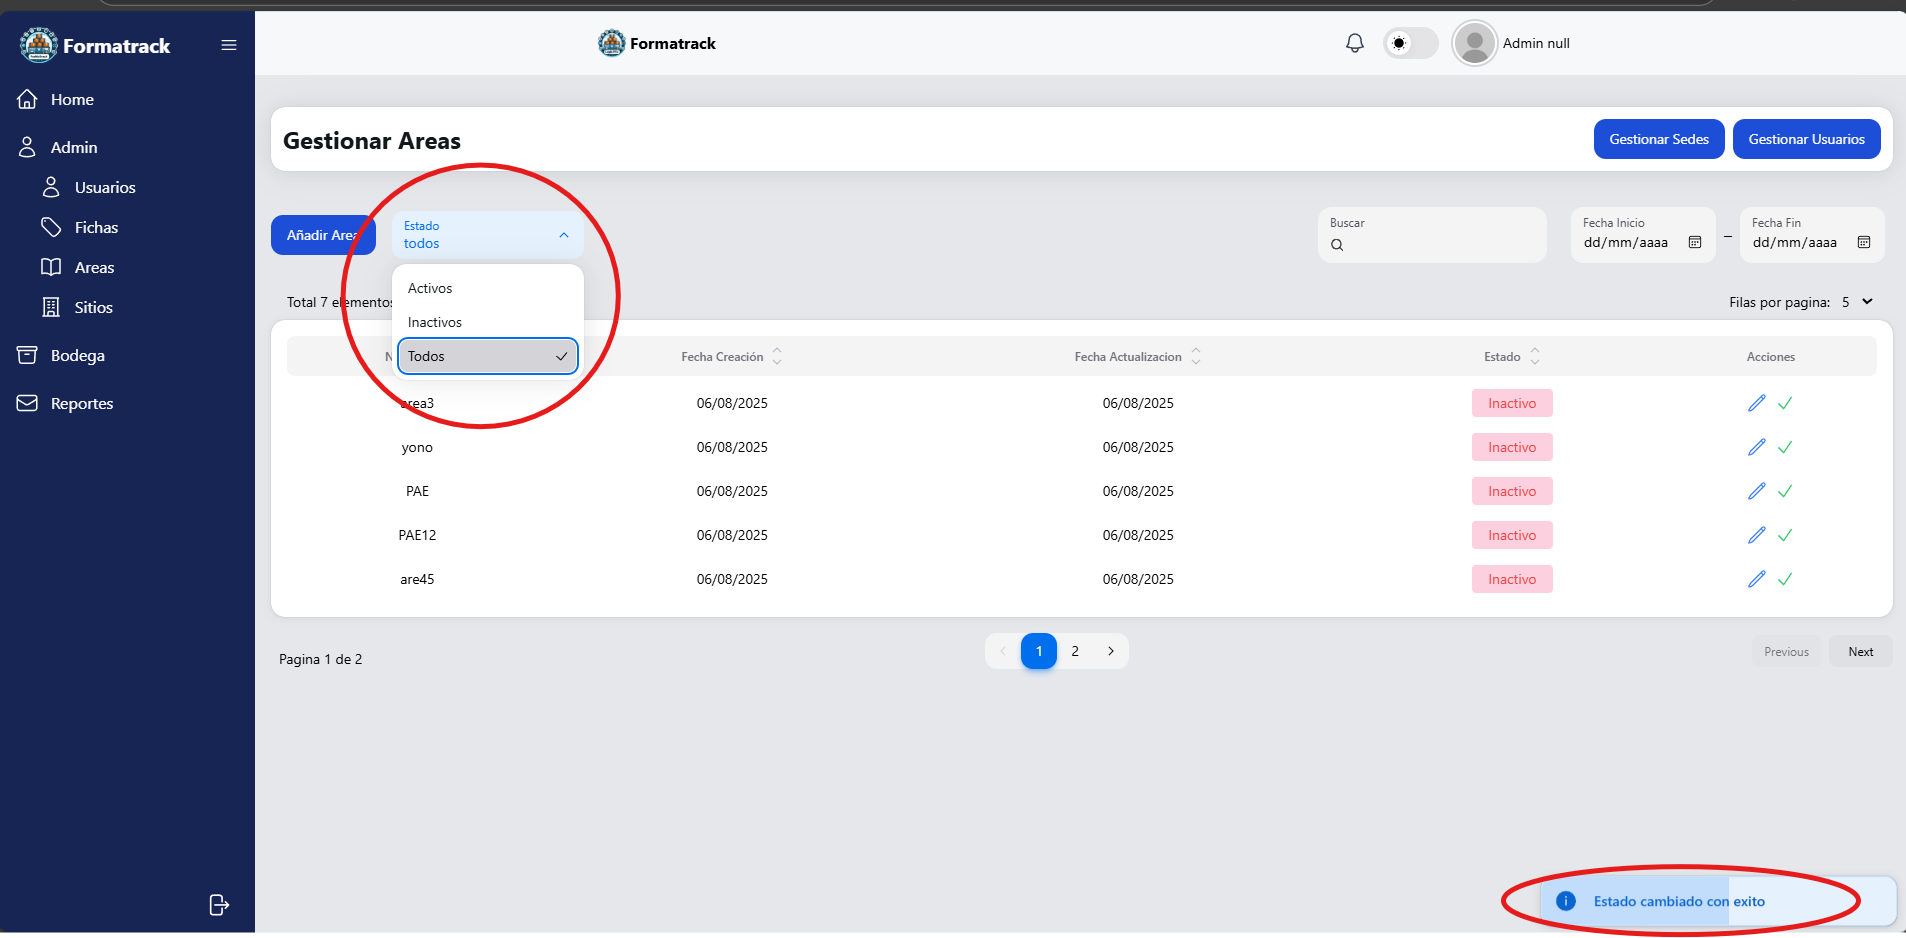 Formatrack
Formatrack
Admin null
Home
Admin
Usuarios
Fichas
Areas
Sitios
Bodega
Reportes
Gestionar Areas
Gestionar Sedes
Gestionar Usuarios
Añadir Area
Estado
todos
Activos
Inactivos
Todos
Buscar
Fecha Inicio
dd/mm/aaaa
–
Fecha Fin
dd/mm/aaaa
Total 7 elementos
Filas por pagina: 5
N Fecha Creación Fecha Actualizacion Estado Acciones
area3 06/08/2025 06/08/2025 Inactivo
yono 06/08/2025 06/08/2025 Inactivo
PAE 06/08/2025 06/08/2025 Inactivo
PAE12 06/08/2025 06/08/2025 Inactivo
are45 06/08/2025 06/08/2025 Inactivo
Pagina 1 de 2
1 2
Previous
Next
Estado cambiado con exito